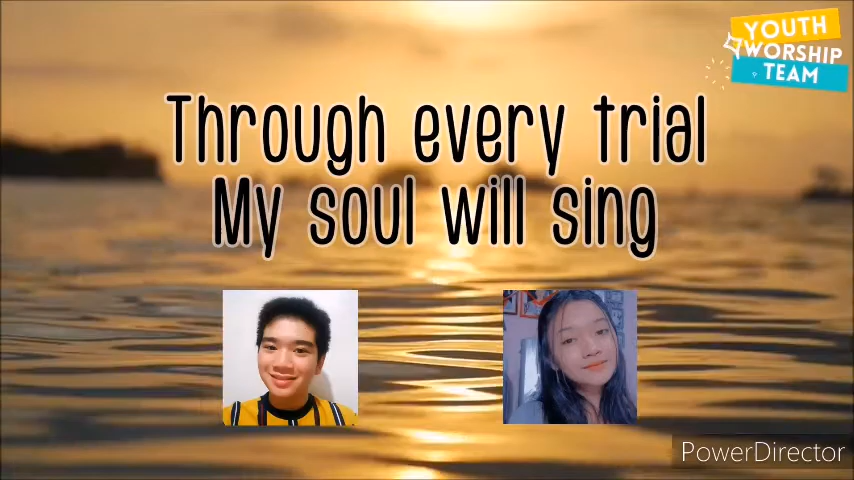 YOUTH
WORSHIP
TEAM
Through every trial
My soul will sing
PowerDirector